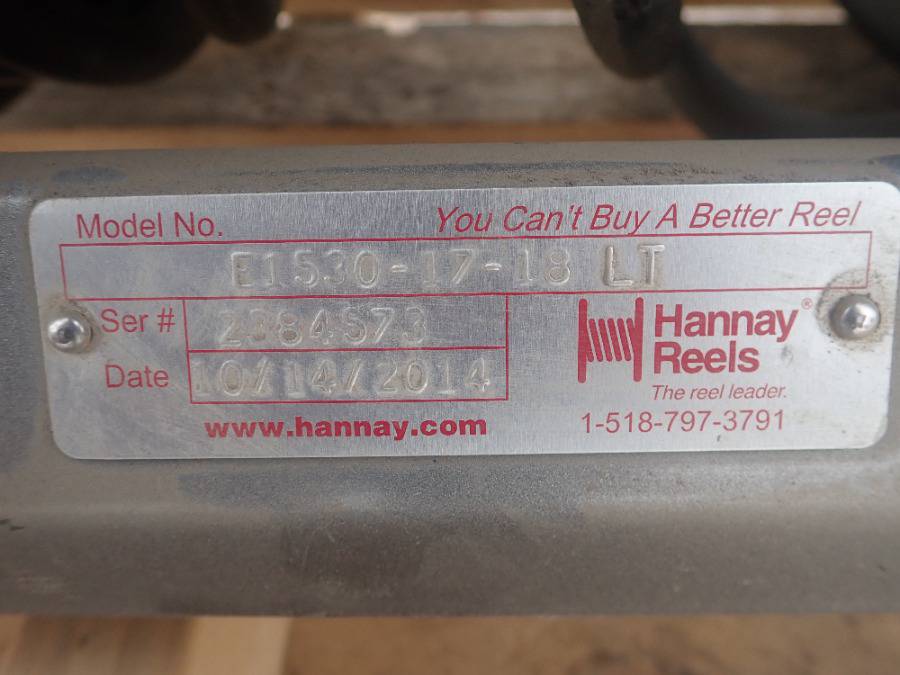 Model No. You Can't Buy A Better Reel
E1530-17-18 LT
Ser # 2384573
Date 10/14/2014
Hannay®
Reels
The reel leader.
www.hannay.com
1-518-797-3791